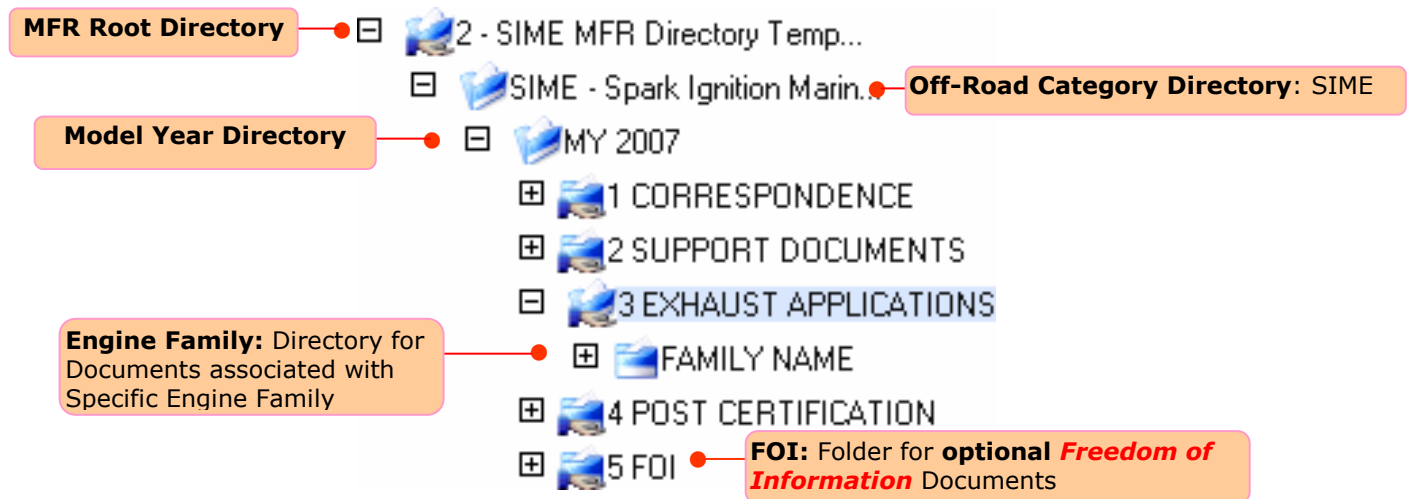 MFR Root Directory
2 - SIME MFR Directory Temp...
SIME - Spark Ignition Marin...
Off-Road Category Directory: SIME
Model Year Directory
MY 2007
1 CORRESPONDENCE
2 SUPPORT DOCUMENTS
3 EXHAUST APPLICATIONS
Engine Family: Directory for
Documents associated with
Specific Engine Family
FAMILY NAME
4 POST CERTIFICATION
5 FOI
FOI: Folder for optional Freedom of
Information Documents